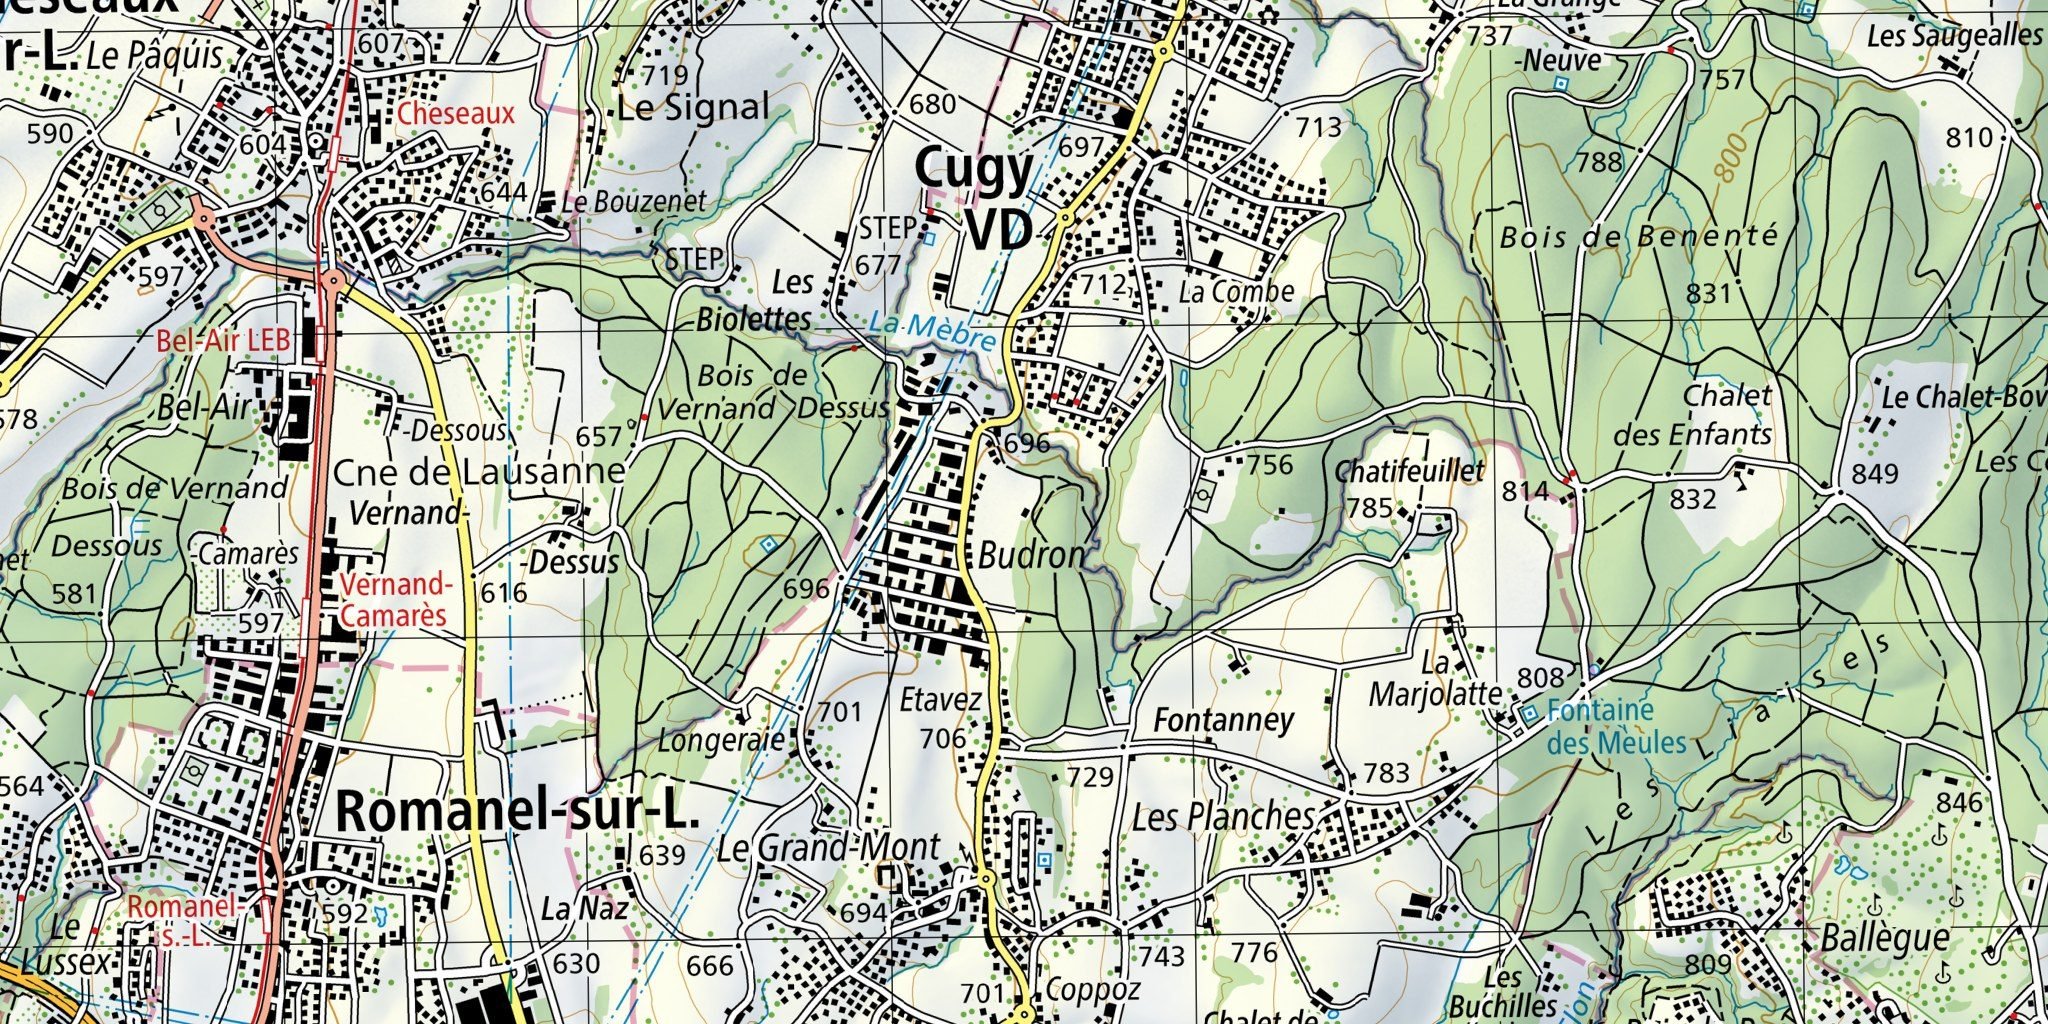 r-L.
Le Pâquis
607
719
Le Signal
680
737
-Neuve
757
Les Saugealles
590
604
Cheseaux
697
713
788
800
810
Cugy
VD
644
Le Bouzenet
STEP
677
STEP
597
Les
Biolettes
712
La Combe
Bois de Benenté
831
Bel-Air LEB
La Mèbre
578
Bel-Air
-Dessous
Bois de
Vernand Dessus
657
696
Chalet
des Enfants
Le Chalet-Bov
Cne de Lausanne
Bois de Vernand
Dessous
Vernand-
-Dessus
756
Chatifeuillet
785
814
832
849
Les C
-Camarès
581
597
Vernand-
Camarès
616
696
Budron
Etavez
706
701
Longeraie
Fontanney
La
Marjolatte
808
Fontaine
des Meules
Les Liaises
564
Romanel-sur-L.
729
783
Les Planches
846
639
Le Grand-Mont
694
La Naz
Romanel-
s.-L.
592
Le
Lussex
630
666
701
Coppoz
743
776
Les
Buchilles
809
Ballègue
Chalet de